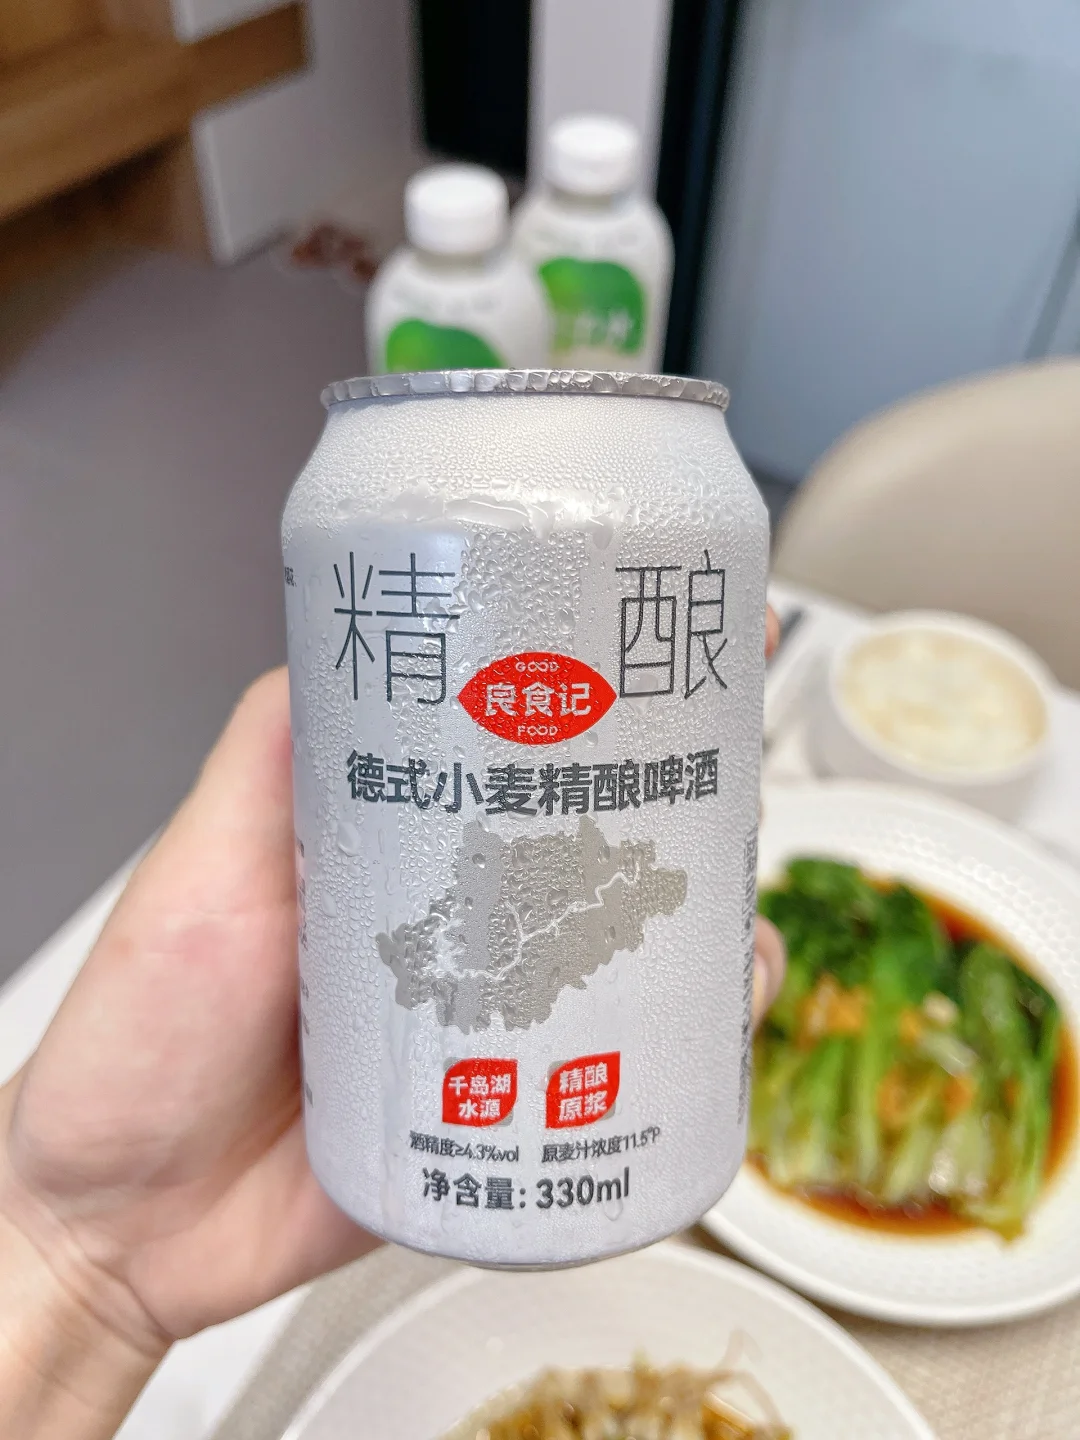 精 酿
GOOD
良食记
FOOD
德式小麦精酿啤酒
千岛湖
水源
精酿
原浆
酒精度≥4.3%vol 原麦汁浓度11.5°P
净含量: 330ml